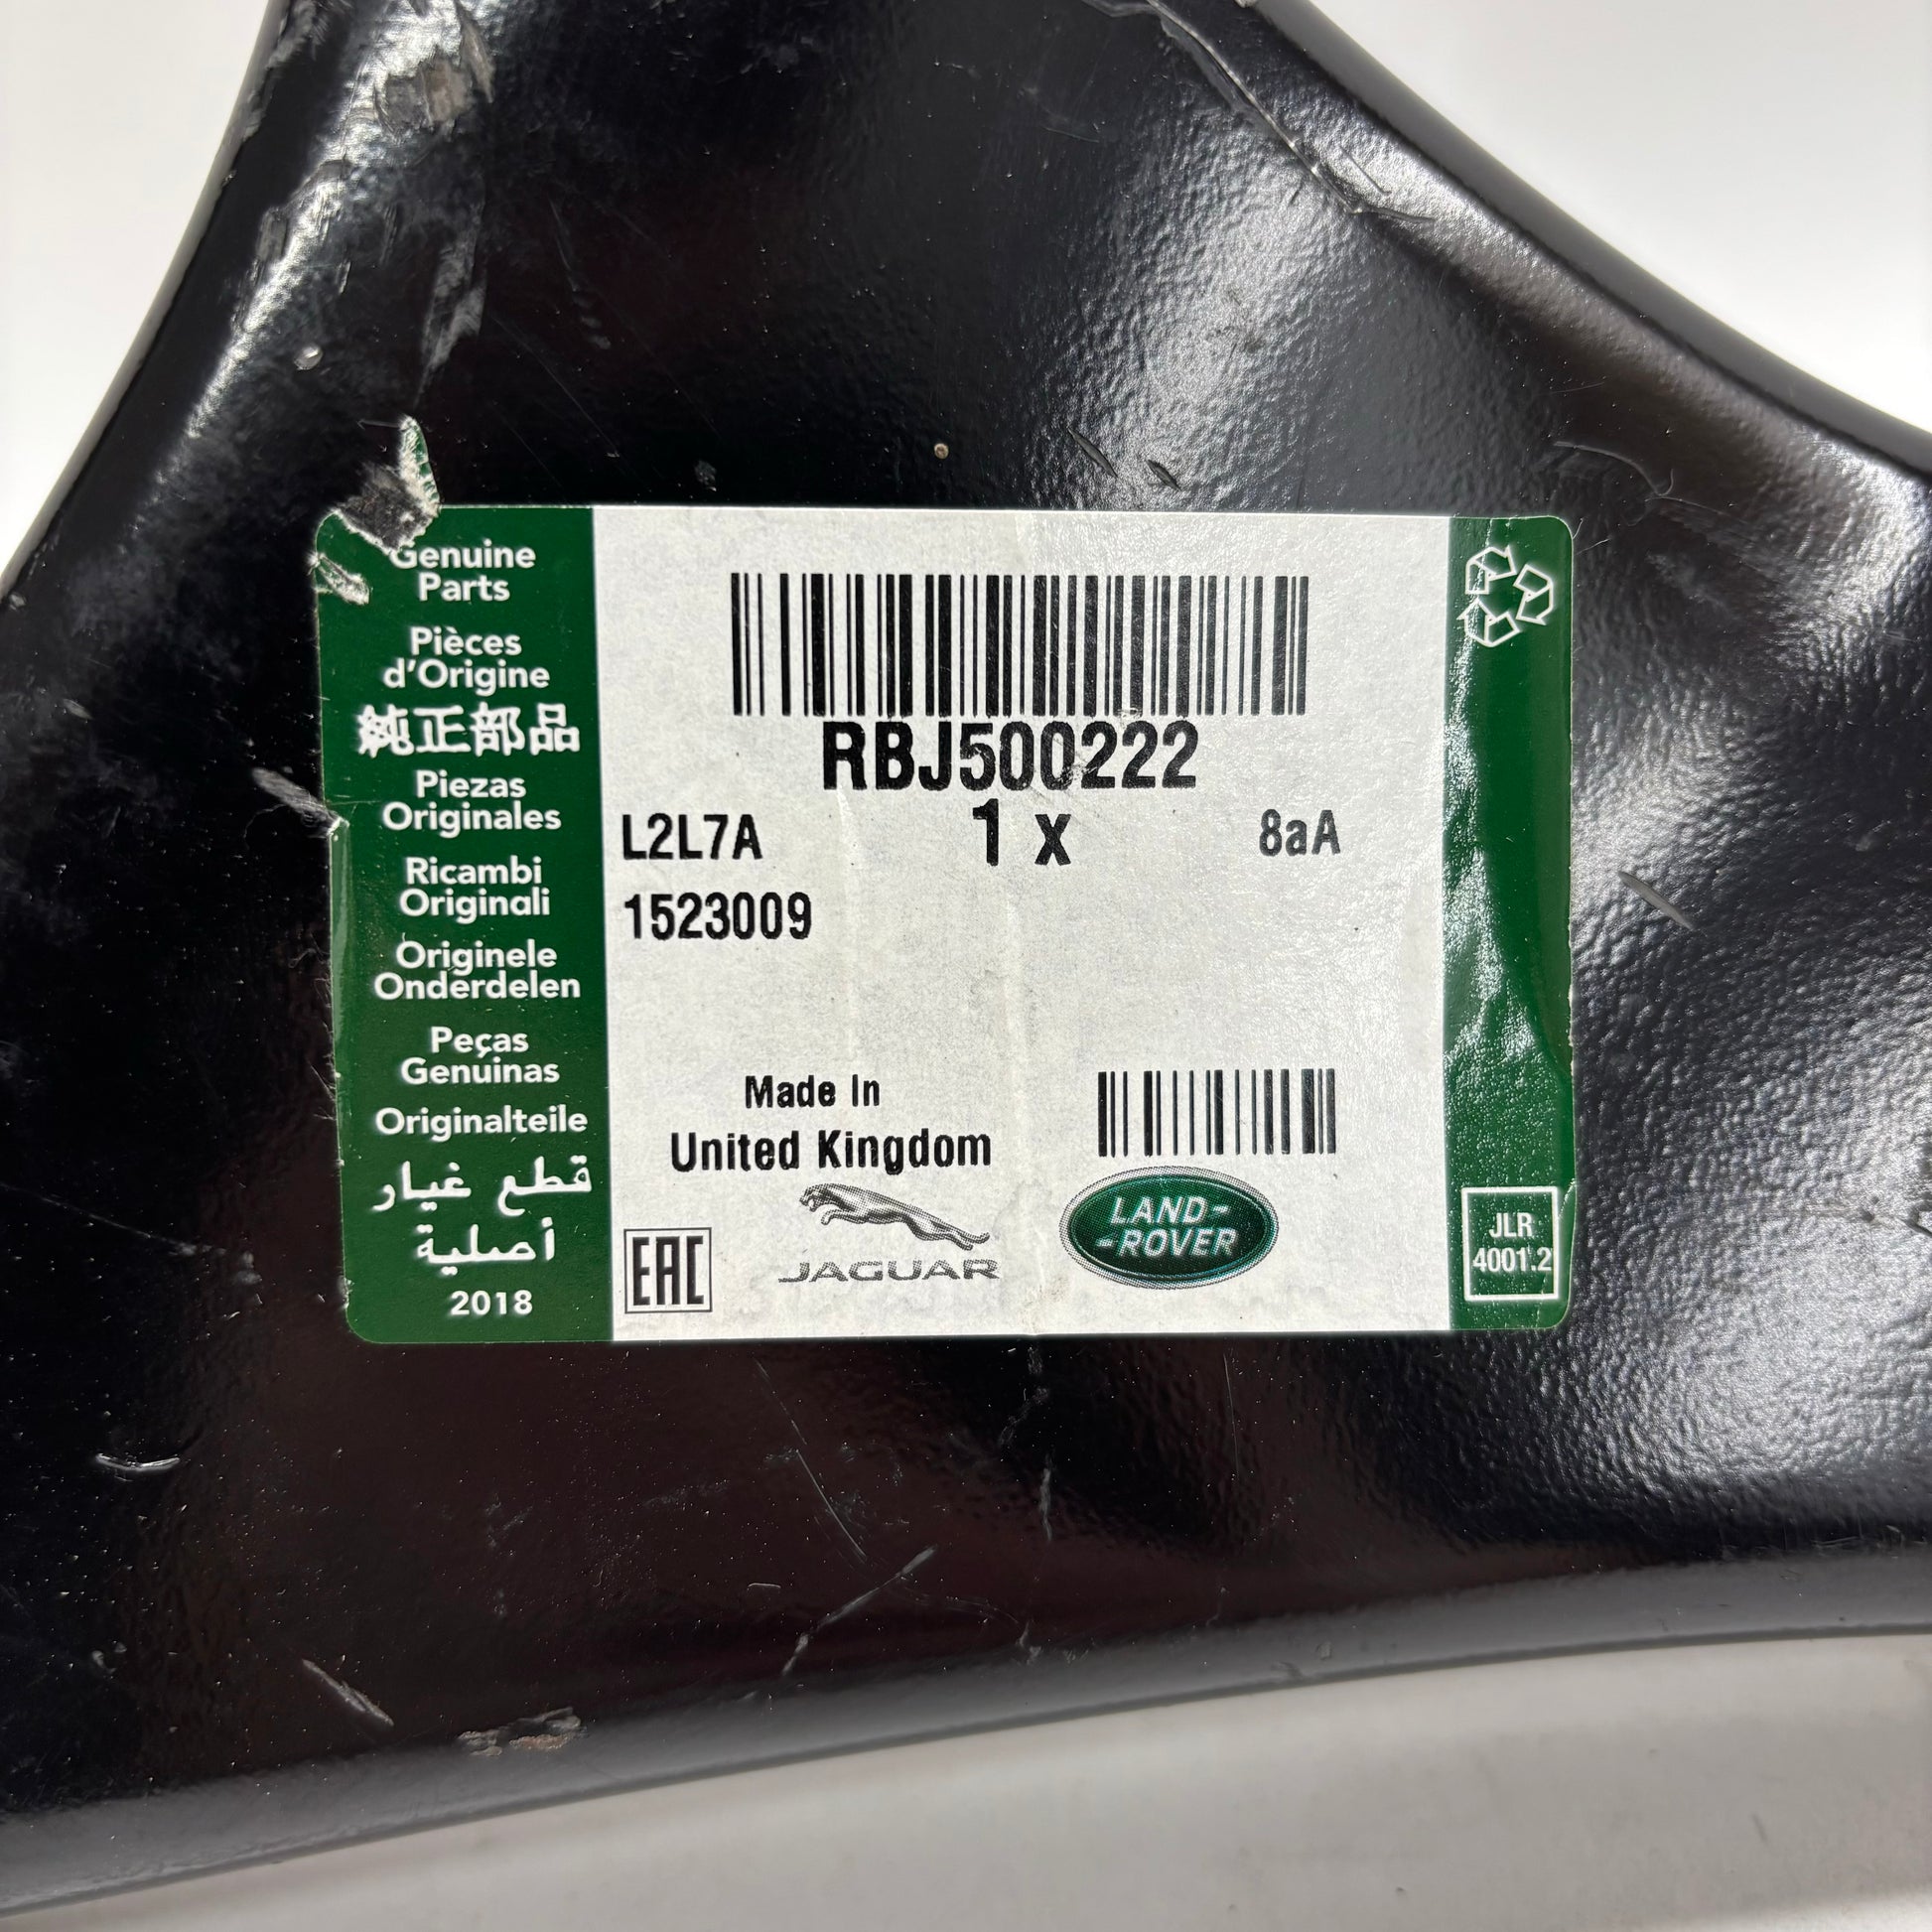 Genuine
Parts
Pièces
d'Origine
純正部品
Piezas
Originales
Ricambi
Originali
Originele
Onderdelen
Peças
Genuinas
Originalteile
قطع غيار
أصلية
2018
RBJ500222
L2L7A 1 x 8aA
1523009
Made In
United Kingdom
EAC
JAGUAR
LAND-
-ROVER
JLR
4001.2